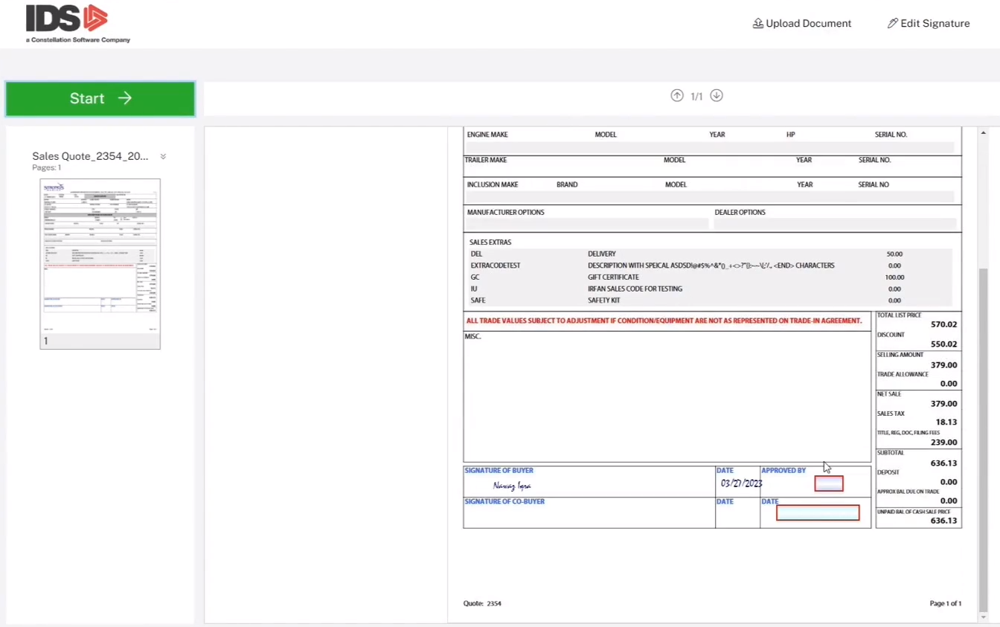 IDS
a Constellation Software Company
Upload Document
Edit Signature
Start →
1/1
Sales Quote_2354_20...
Pages: 1
1
ENGINE MAKE MODEL YEAR HP SERIAL NO.
TRAILER MAKE MODEL YEAR SERIAL NO.
INCLUSION MAKE BRAND MODEL YEAR SERIAL NO
MANUFACTURER OPTIONS DEALER OPTIONS
SALES EXTRAS
DEL DELIVERY 50.00
EXTRACODETEST DESCRIPTION WITH SPEICAL ASDSD!@#$%^&*()_+<>?"{}:~~\[;'/., <END> CHARACTERS 0.00
GC GIFT CERTIFICATE 100.00
IU IRFAN SALES CODE FOR TESTING 0.00
SAFE SAFETY KIT 0.00
ALL TRADE VALUES SUBJECT TO ADJUSTMENT IF CONDITION/EQUIPMENT ARE NOT AS REPRESENTED ON TRADE-IN AGREEMENT.
MISC.
TOTAL LIST PRICE
570.02
DISCOUNT
550.02
SELLING AMOUNT
379.00
TRADE ALLOWANCE
0.00
NET SALE
379.00
SALES TAX
18.13
TITLE, REG, DOC, FILING FEES
239.00
SUBTOTAL
636.13
DEPOSIT
0.00
APPROX BAL DUE ON TRADE
0.00
UNPAID BAL OF CASH SALE PRICE
636.13
SIGNATURE OF BUYER DATE APPROVED BY
Nawaz Iqra 03/27/2023
SIGNATURE OF CO-BUYER DATE DATE
Quote: 2354 Page 1 of 1